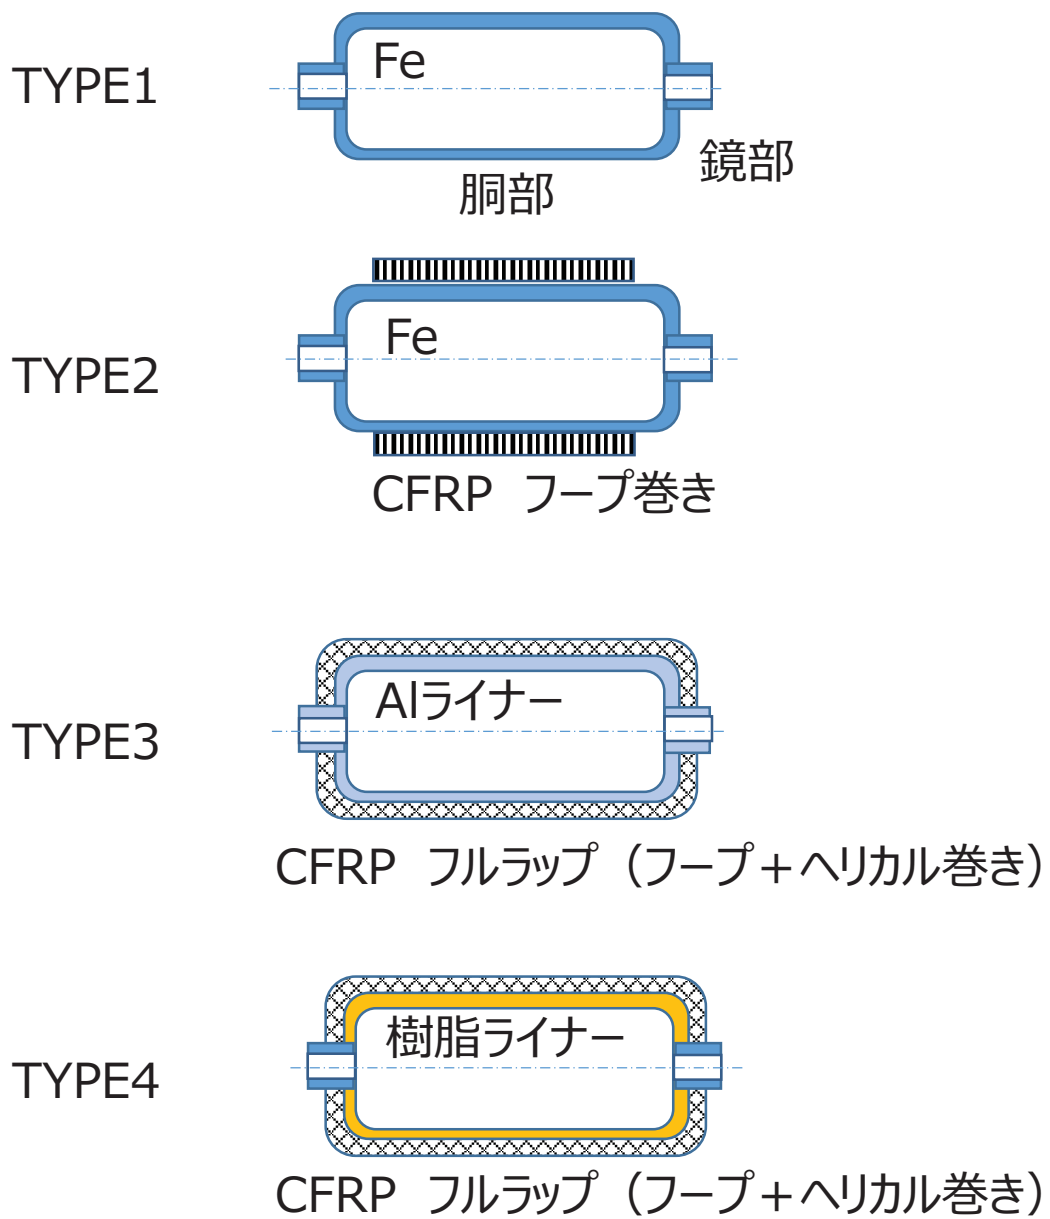 TYPE1
Fe
鏡部
胴部
TYPE2
Fe
CFRP　フープ巻き
TYPE3
Alライナー
CFRP　フルラップ（フープ＋ヘリカル巻き）
TYPE4
樹脂ライナー
CFRP　フルラップ（フープ＋ヘリカル巻き）